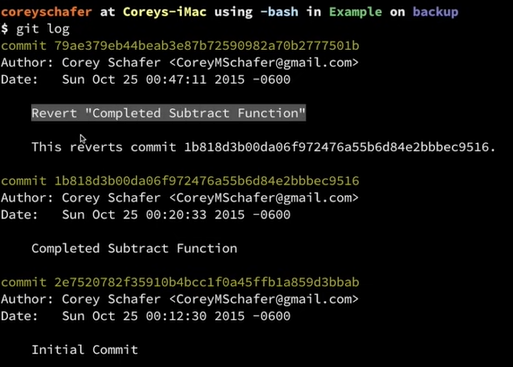 coreyschafer at Coreys-iMac using -bash in Example on backup
$ git log
commit 79ae379eb44beab3e87b72590982a70b2777501b
Author: Corey Schafer <CoreyMSchafer@gmail.com>
Date:   Sun Oct 25 00:47:11 2015 -0600
Revert "Completed Subtract Function"
This reverts commit 1b818d3b00da06f972476a55b6d84e2bbbec9516.
commit 1b818d3b00da06f972476a55b6d84e2bbbec9516
Author: Corey Schafer <CoreyMSchafer@gmail.com>
Date:   Sun Oct 25 00:20:33 2015 -0600
Completed Subtract Function
commit 2e7520782f35910b4bcc1f0a45ffb1a859d3bbab
Author: Corey Schafer <CoreyMSchafer@gmail.com>
Date:   Sun Oct 25 00:12:30 2015 -0600
Initial Commit